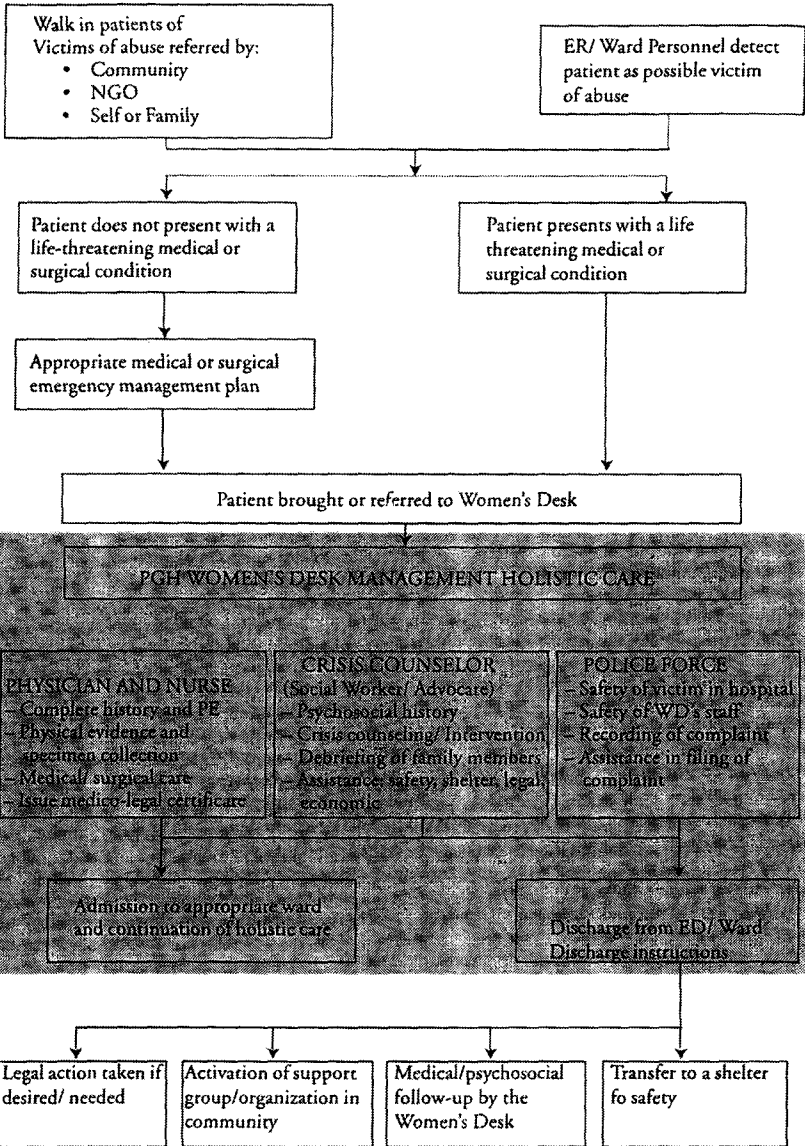 Walk in patients of
Victims of abuse referred by:
• Community
• NGO
• Self or Family
ER/ Ward Personnel detect
patient as possible victim
of abuse
Patient does not present with a
life-threatening medical or
surgical condition
Patient presents with a life
threatening medical or
surgical condition
Appropriate medical or surgical
emergency management plan
Patient brought or referred to Women's Desk
PGH WOMEN'S DESK MANAGEMENT HOLISTIC CARE
PHYSICIAN AND NURSE
– Complete history and PE
– Physical evidence and
specimen collection
– Medical/ surgical care
– Issue medico-legal certificate
CRISIS COUNSELOR
(Social Worker/ Advocate)
– Psychosocial history
– Crisis counseling/ Intervention
– Debriefing of family members
– Assistance: safety, shelter, legal,
economic
POLICE FORCE
– Safety of victim in hospital
– Safety of WD's staff
– Recording of complaint
– Assistance in filing of
complaint
Admission to appropriate ward
and continuation of holistic care
Discharge from ED/ Ward
Discharge instructions
Legal action taken if
desired/ needed
Activation of support
group/organization in
community
Medical/psychosocial
follow-up by the
Women's Desk
Transfer to a shelter
fo safety